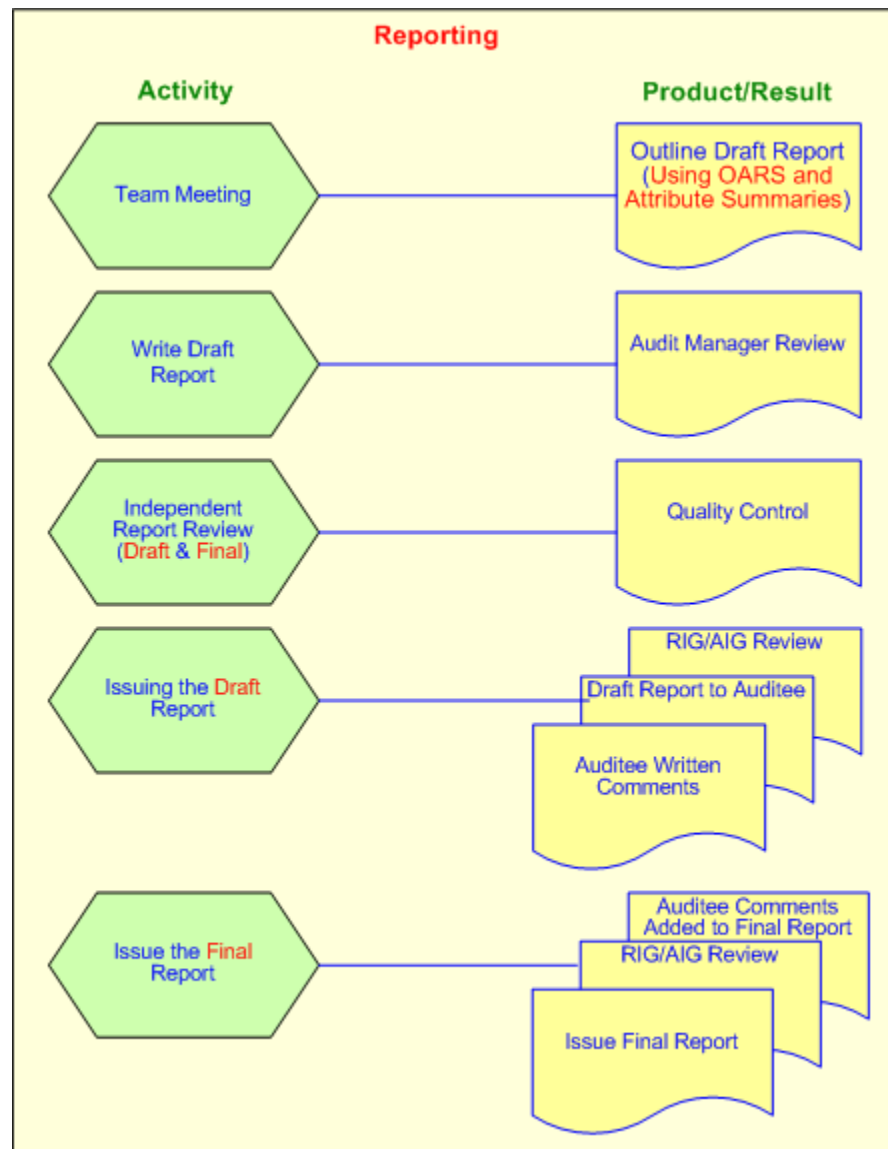 Reporting
Activity
Product/Result
Team Meeting
Outline Draft Report
(Using OARS and
Attribute Summaries)
Write Draft
Report
Audit Manager Review
Independent
Report Review
(Draft & Final)
Quality Control
Issuing the Draft
Report
RIG/AIG Review
Draft Report to Auditee
Auditee Written
Comments
Issue the Final
Report
Auditee Comments
Added to Final Report
RIG/AIG Review
Issue Final Report